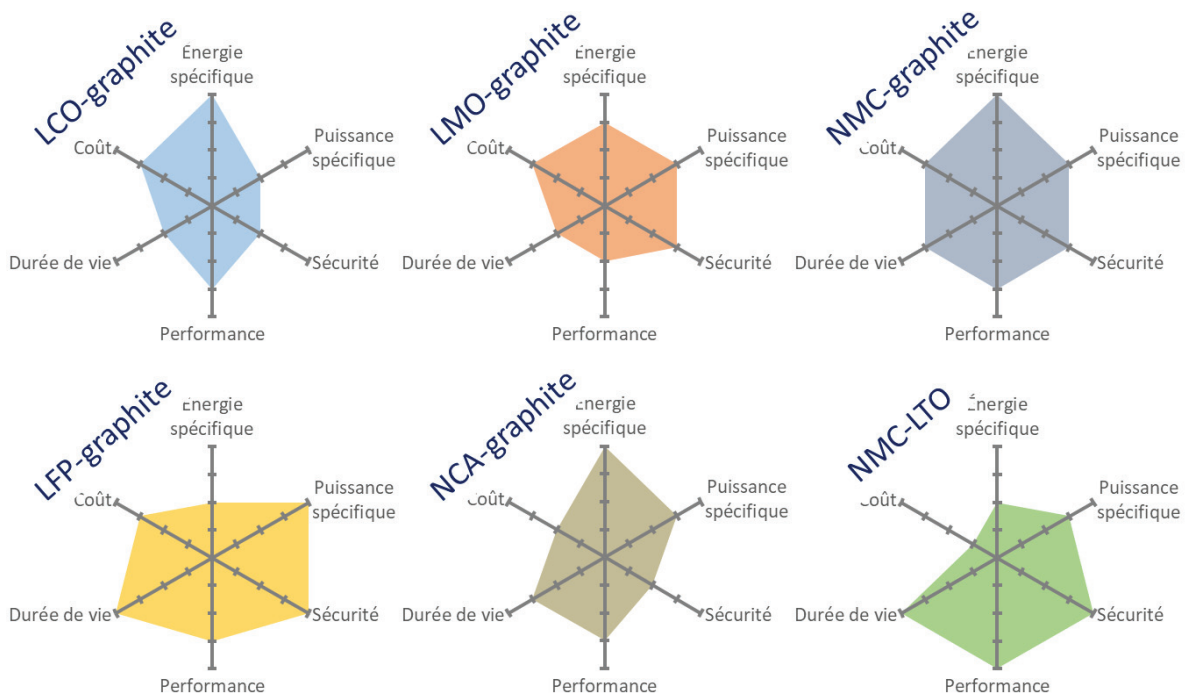 LCO-graphite
Énergie
spécifique
Puissance
spécifique
Sécurité
Performance
Durée de vie
Coût
LMO-graphite
Énergie
spécifique
Puissance
spécifique
Sécurité
Performance
Durée de vie
Coût
NMC-graphite
Énergie
spécifique
Puissance
spécifique
Sécurité
Performance
Durée de vie
Coût
LFP-graphite
Énergie
spécifique
Puissance
spécifique
Sécurité
Performance
Durée de vie
Coût
NCA-graphite
Énergie
spécifique
Puissance
spécifique
Sécurité
Performance
Durée de vie
Coût
NMC-LTO
Énergie
spécifique
Puissance
spécifique
Sécurité
Performance
Durée de vie
Coût